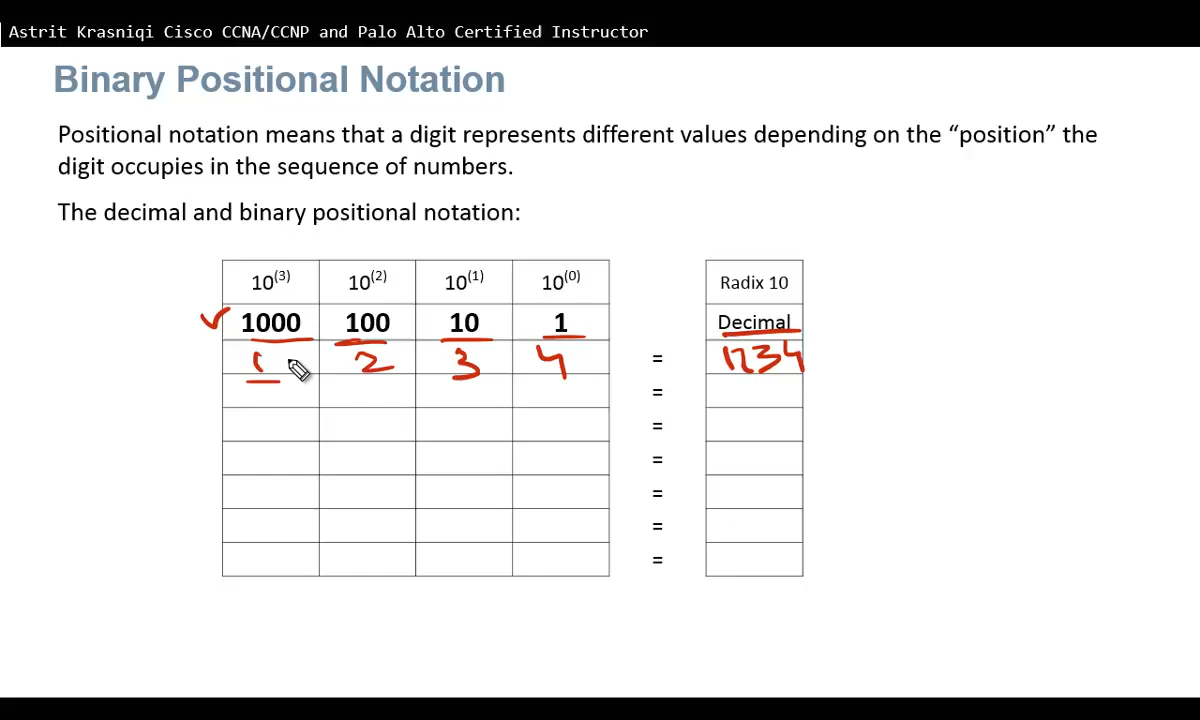 Astrit Krasniqi Cisco CCNA/CCNP and Palo Alto Certified Instructor
Binary Positional Notation
Positional notation means that a digit represents different values depending on the “position” the
digit occupies in the sequence of numbers.
The decimal and binary positional notation:
10(3) 10(2) 10(1) 10(0) Radix 10
1000 100 10 1 Decimal
1 2 3 4 = 1234
=
=
=
=
=
=